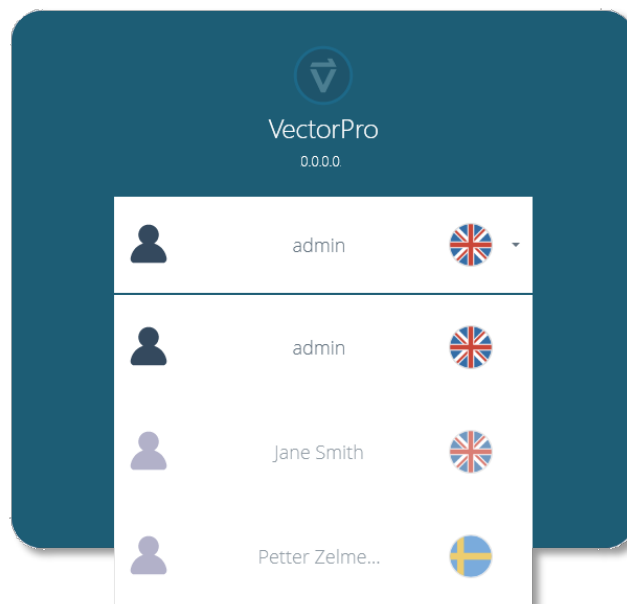 VectorPro
0.0.0.0.
admin
admin
Jane Smith
Petter Zelme...